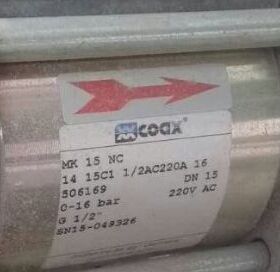 coax
MK 15 NC
14 15C1 1/2AC220A 16
506169 DN 15
0-16 bar 220V AC
G 1/2"
SN15-049326